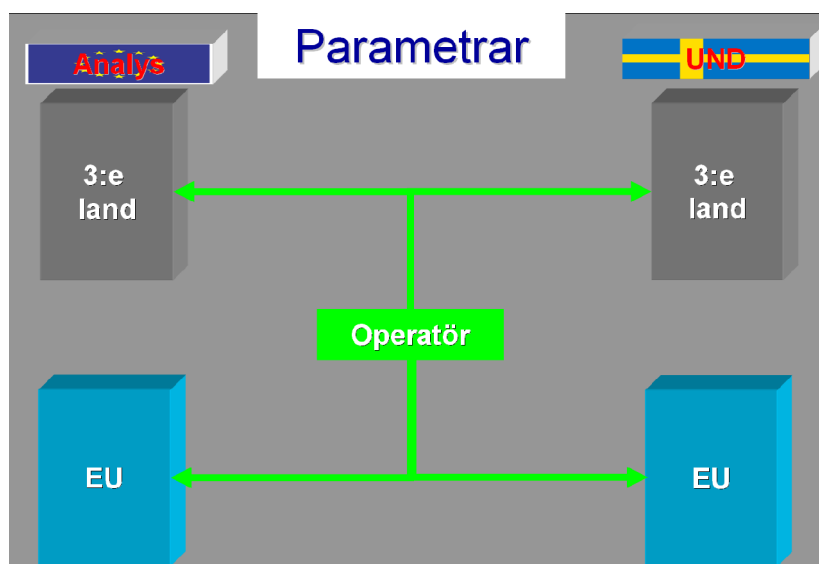 Parametrar
Analys
UND
3:e
land
3:e
land
Operatör
EU
EU